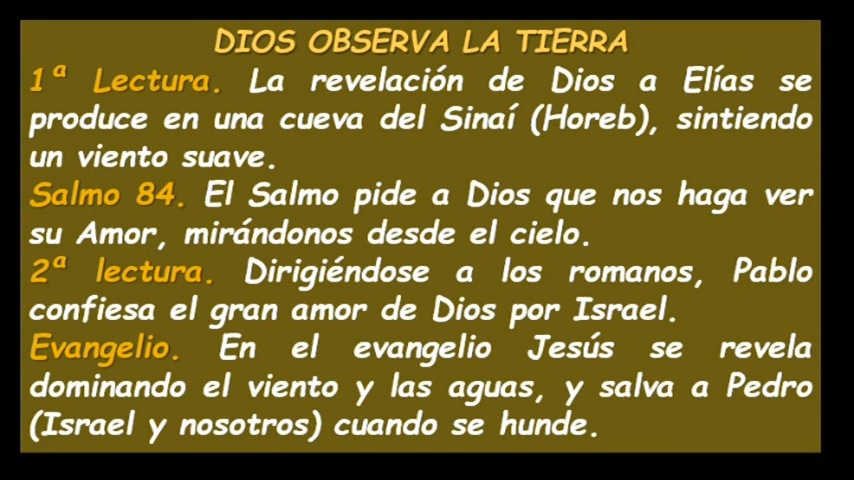 DIOS OBSERVA LA TIERRA
1ª Lectura. La revelación de Dios a Elías se
produce en una cueva del Sinaí (Horeb), sintiendo
un viento suave.
Salmo 84. El Salmo pide a Dios que nos haga ver
su Amor, mirándonos desde el cielo.
2ª lectura. Dirigiéndose a los romanos, Pablo
confiesa el gran amor de Dios por Israel.
Evangelio. En el evangelio Jesús se revela
dominando el viento y las aguas, y salva a Pedro
(Israel y nosotros) cuando se hunde.